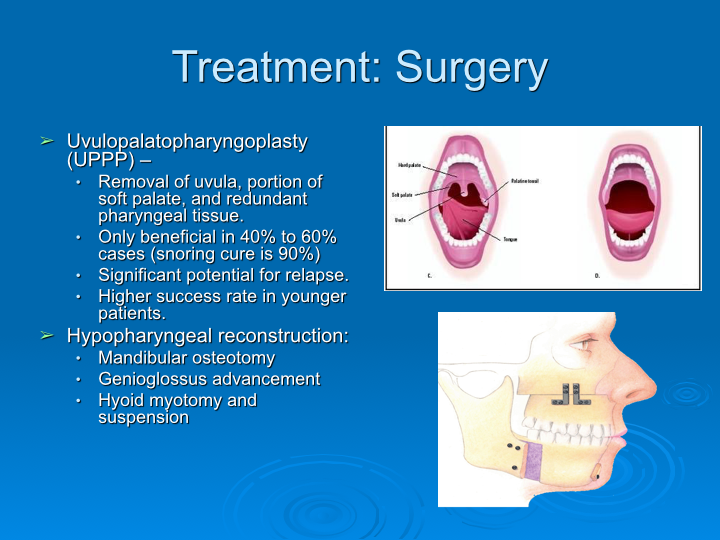 Treatment: Surgery
➢ Uvulopalatopharyngoplasty
(UPPP) –
• Removal of uvula, portion of
soft palate, and redundant
pharyngeal tissue.
• Only beneficial in 40% to 60%
cases (snoring cure is 90%)
• Significant potential for relapse.
• Higher success rate in younger
patients.
➢ Hypopharyngeal reconstruction:
• Mandibular osteotomy
• Genioglossus advancement
• Hyoid myotomy and
suspension
Hard palate
Soft palate
Uvula
Palatine tonsil
Tongue
C.
D.